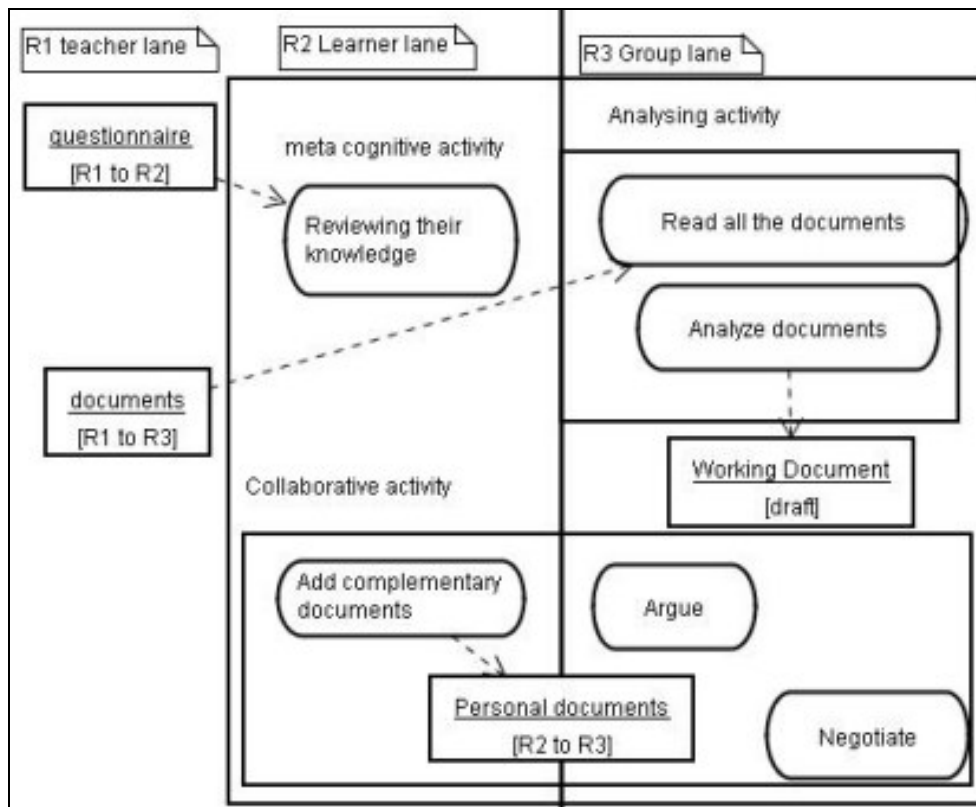 R1 teacher lane
R2 Learner lane
R3 Group lane
questionnaire
[R1 to R2]
meta cognitive activity
Reviewing their
knowledge
Analysing activity
Read all the documents
Analyze documents
documents
[R1 to R3]
Working Document
[draft]
Collaborative activity
Add complementary
documents
Argue
Personal documents
[R2 to R3]
Negotiate